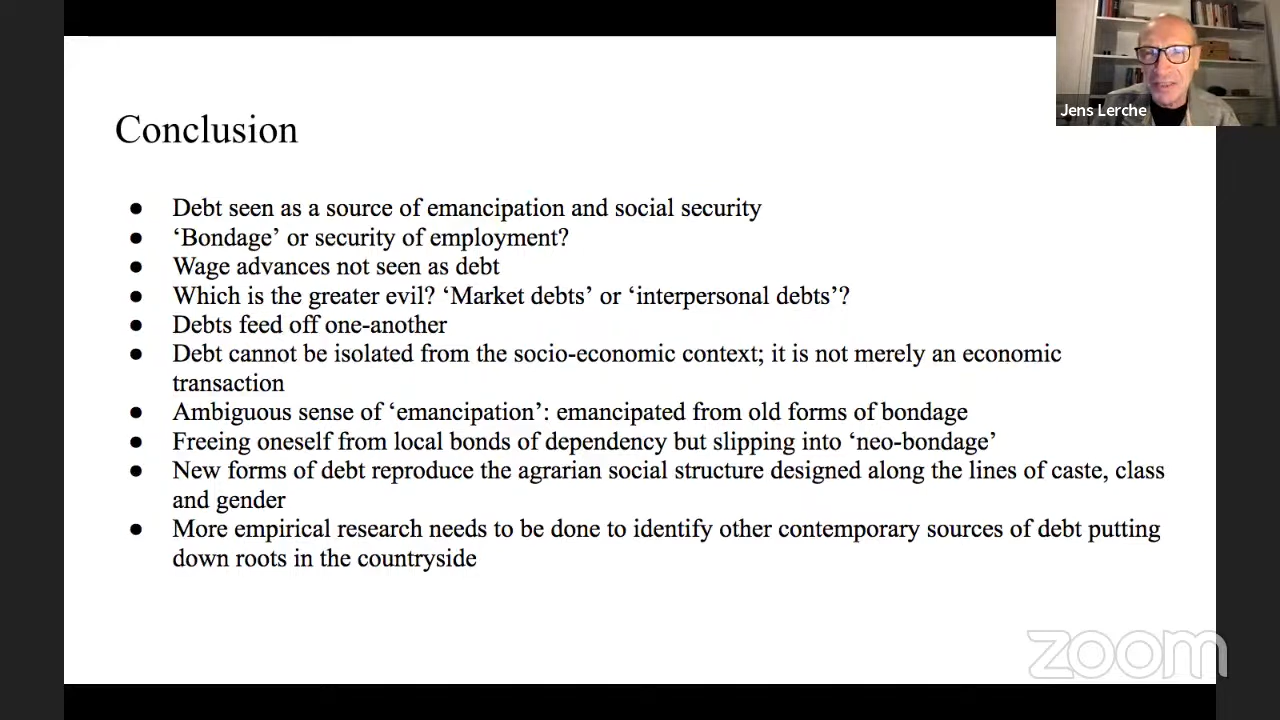 Jens Lerche
Conclusion
● Debt seen as a source of emancipation and social security
● ‘Bondage’ or security of employment?
● Wage advances not seen as debt
● Which is the greater evil? ‘Market debts’ or ‘interpersonal debts’?
● Debts feed off one-another
● Debt cannot be isolated from the socio-economic context; it is not merely an economic
transaction
● Ambiguous sense of ‘emancipation’: emancipated from old forms of bondage
● Freeing oneself from local bonds of dependency but slipping into ‘neo-bondage’
● New forms of debt reproduce the agrarian social structure designed along the lines of caste, class
and gender
● More empirical research needs to be done to identify other contemporary sources of debt putting
down roots in the countryside
zoom